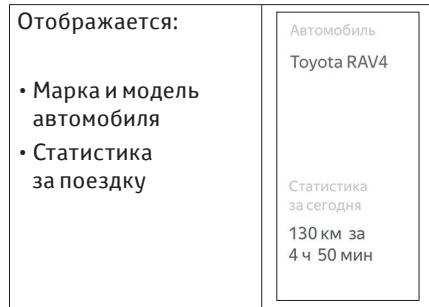 Отображается:
• Марка и модель
автомобиля
• Статистика
за поездку
Автомобиль
Toyota RAV4
Статистика
за сегодня
130 км за
4 ч 50 мин